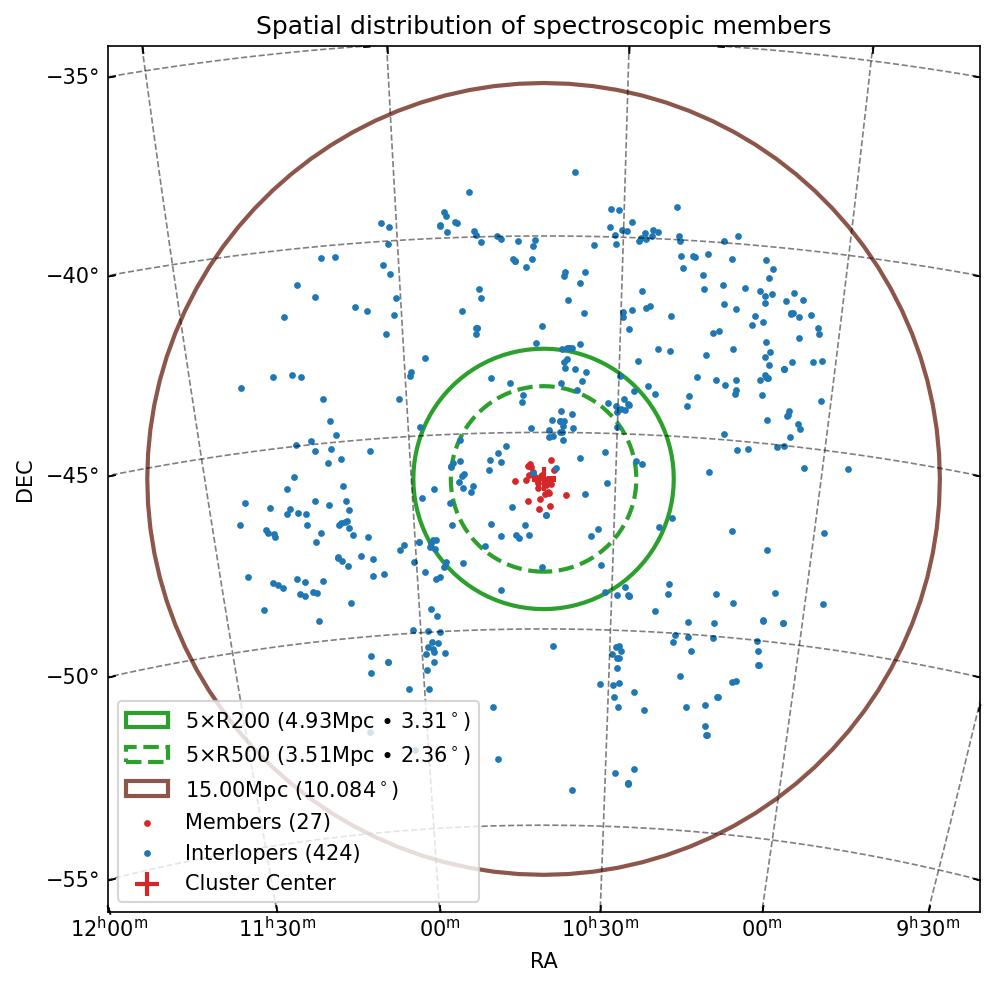 Spatial distribution of spectroscopic members
−35°
−40°
−45°
−50°
−55°
DEC
5×R200 (4.93Mpc • 3.31°)
5×R500 (3.51Mpc • 2.36°)
15.00Mpc (10.084°)
Members (27)
Interlopers (424)
Cluster Center
12ʰ00ᵐ 11ʰ30ᵐ 00ᵐ 10ʰ30ᵐ 00ᵐ 9ʰ30ᵐ
RA